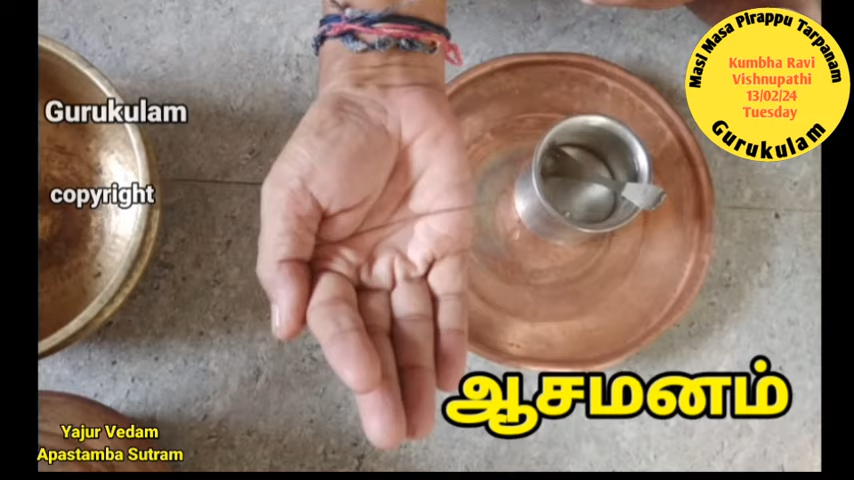 Masi Masa Pirappu Tarpanam
Kumbha Ravi
Vishnupathi
13/02/24
Tuesday
Gurukulam
Gurukulam
copyright
ஆசமனம்
Yajur Vedam
Apastamba Sutram